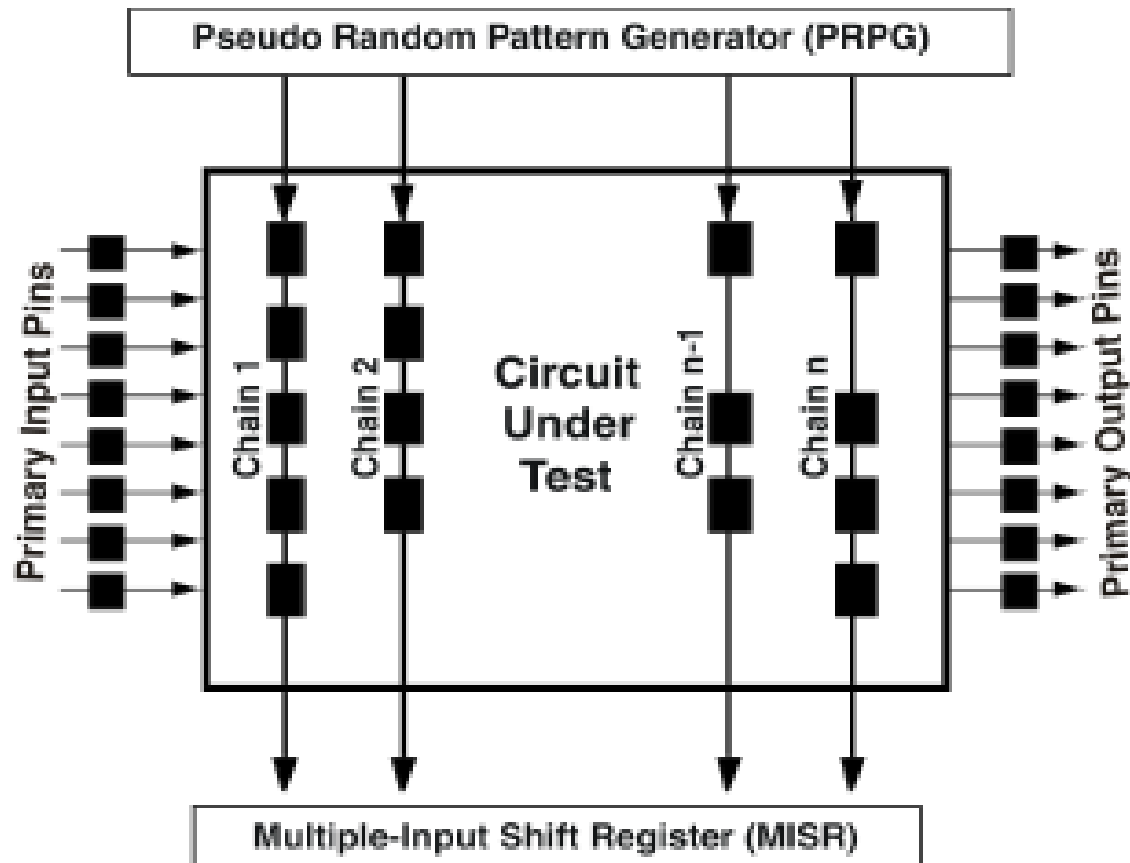 Pseudo Random Pattern Generator (PRPG)
Primary Input Pins
Chain 1
Chain 2
Circuit
Under
Test
Chain n-1
Chain n
Primary Output Pins
Multiple-Input Shift Register (MISR)